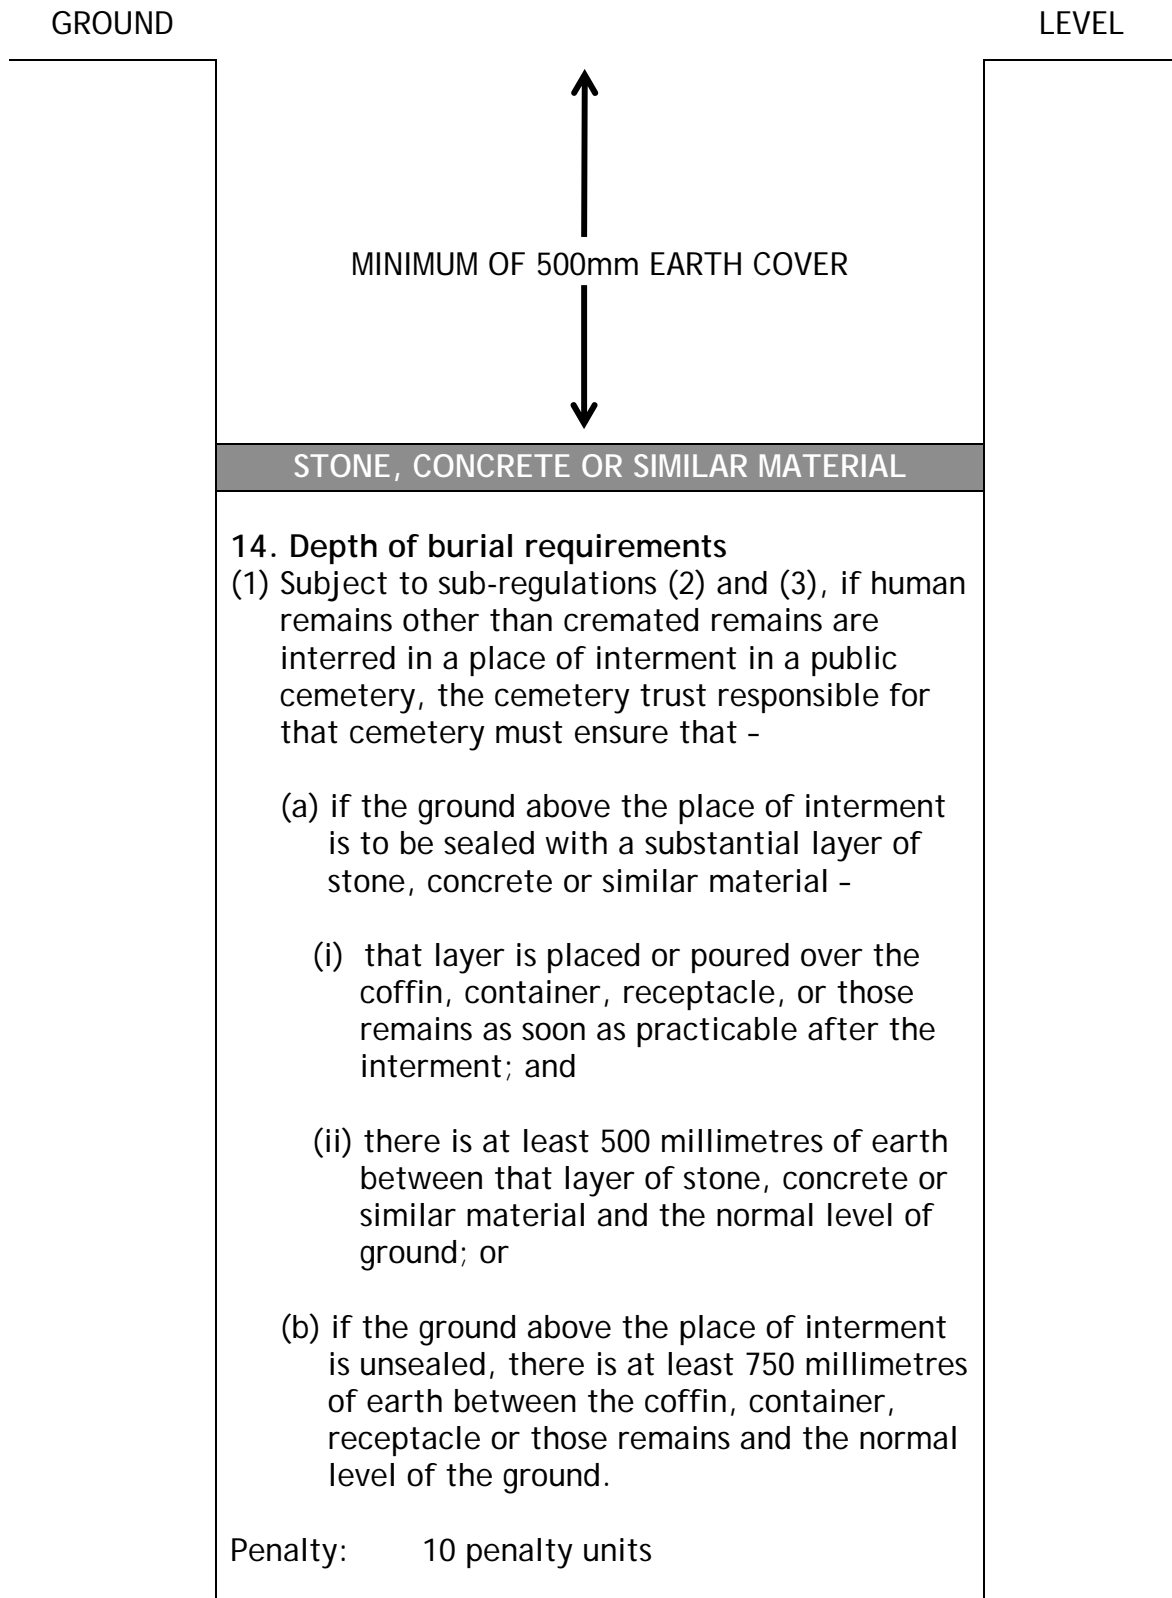 GROUND LEVEL
MINIMUM OF 500mm EARTH COVER
STONE, CONCRETE OR SIMILAR MATERIAL
14. Depth of burial requirements
(1) Subject to sub-regulations (2) and (3), if human
remains other than cremated remains are
interred in a place of interment in a public
cemetery, the cemetery trust responsible for
that cemetery must ensure that –
(a) if the ground above the place of interment
is to be sealed with a substantial layer of
stone, concrete or similar material –
(i) that layer is placed or poured over the
coffin, container, receptacle, or those
remains as soon as practicable after the
interment; and
(ii) there is at least 500 millimetres of earth
between that layer of stone, concrete or
similar material and the normal level of
ground; or
(b) if the ground above the place of interment
is unsealed, there is at least 750 millimetres
of earth between the coffin, container,
receptacle or those remains and the normal
level of the ground.
Penalty: 10 penalty units